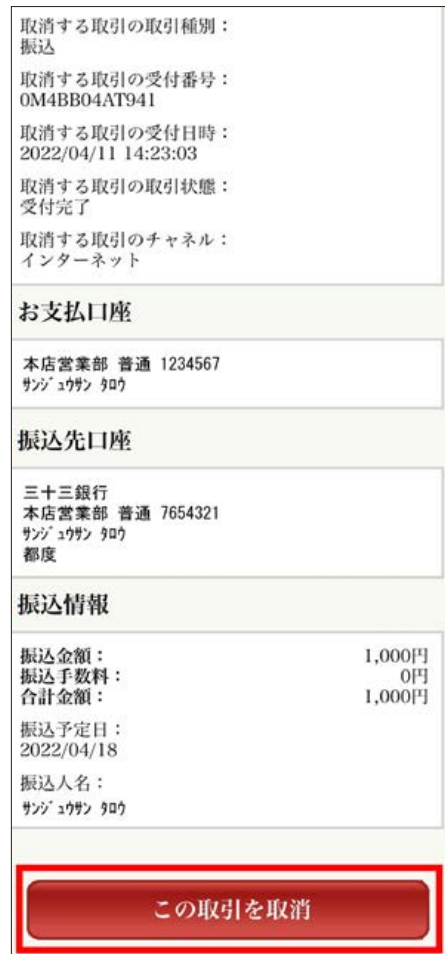 取消する取引の取引種別：
振込
取消する取引の受付番号：
0M4BB04AT941
取消する取引の受付日時：
2022/04/11 14:23:03
取消する取引の取引状態：
受付完了
取消する取引のチャネル：
インターネット
お支払口座
本店営業部 普通 1234567
ｻﾝｼﾞｭｳｻﾝ ﾀﾛｳ
振込先口座
三十三銀行
本店営業部 普通 7654321
ｻﾝｼﾞｭｳｻﾝ ﾀﾛｳ
都度
振込情報
振込金額： 1,000円
振込手数料： 0円
合計金額： 1,000円
振込予定日：
2022/04/18
振込人名：
ｻﾝｼﾞｭｳｻﾝ ﾀﾛｳ
この取引を取消